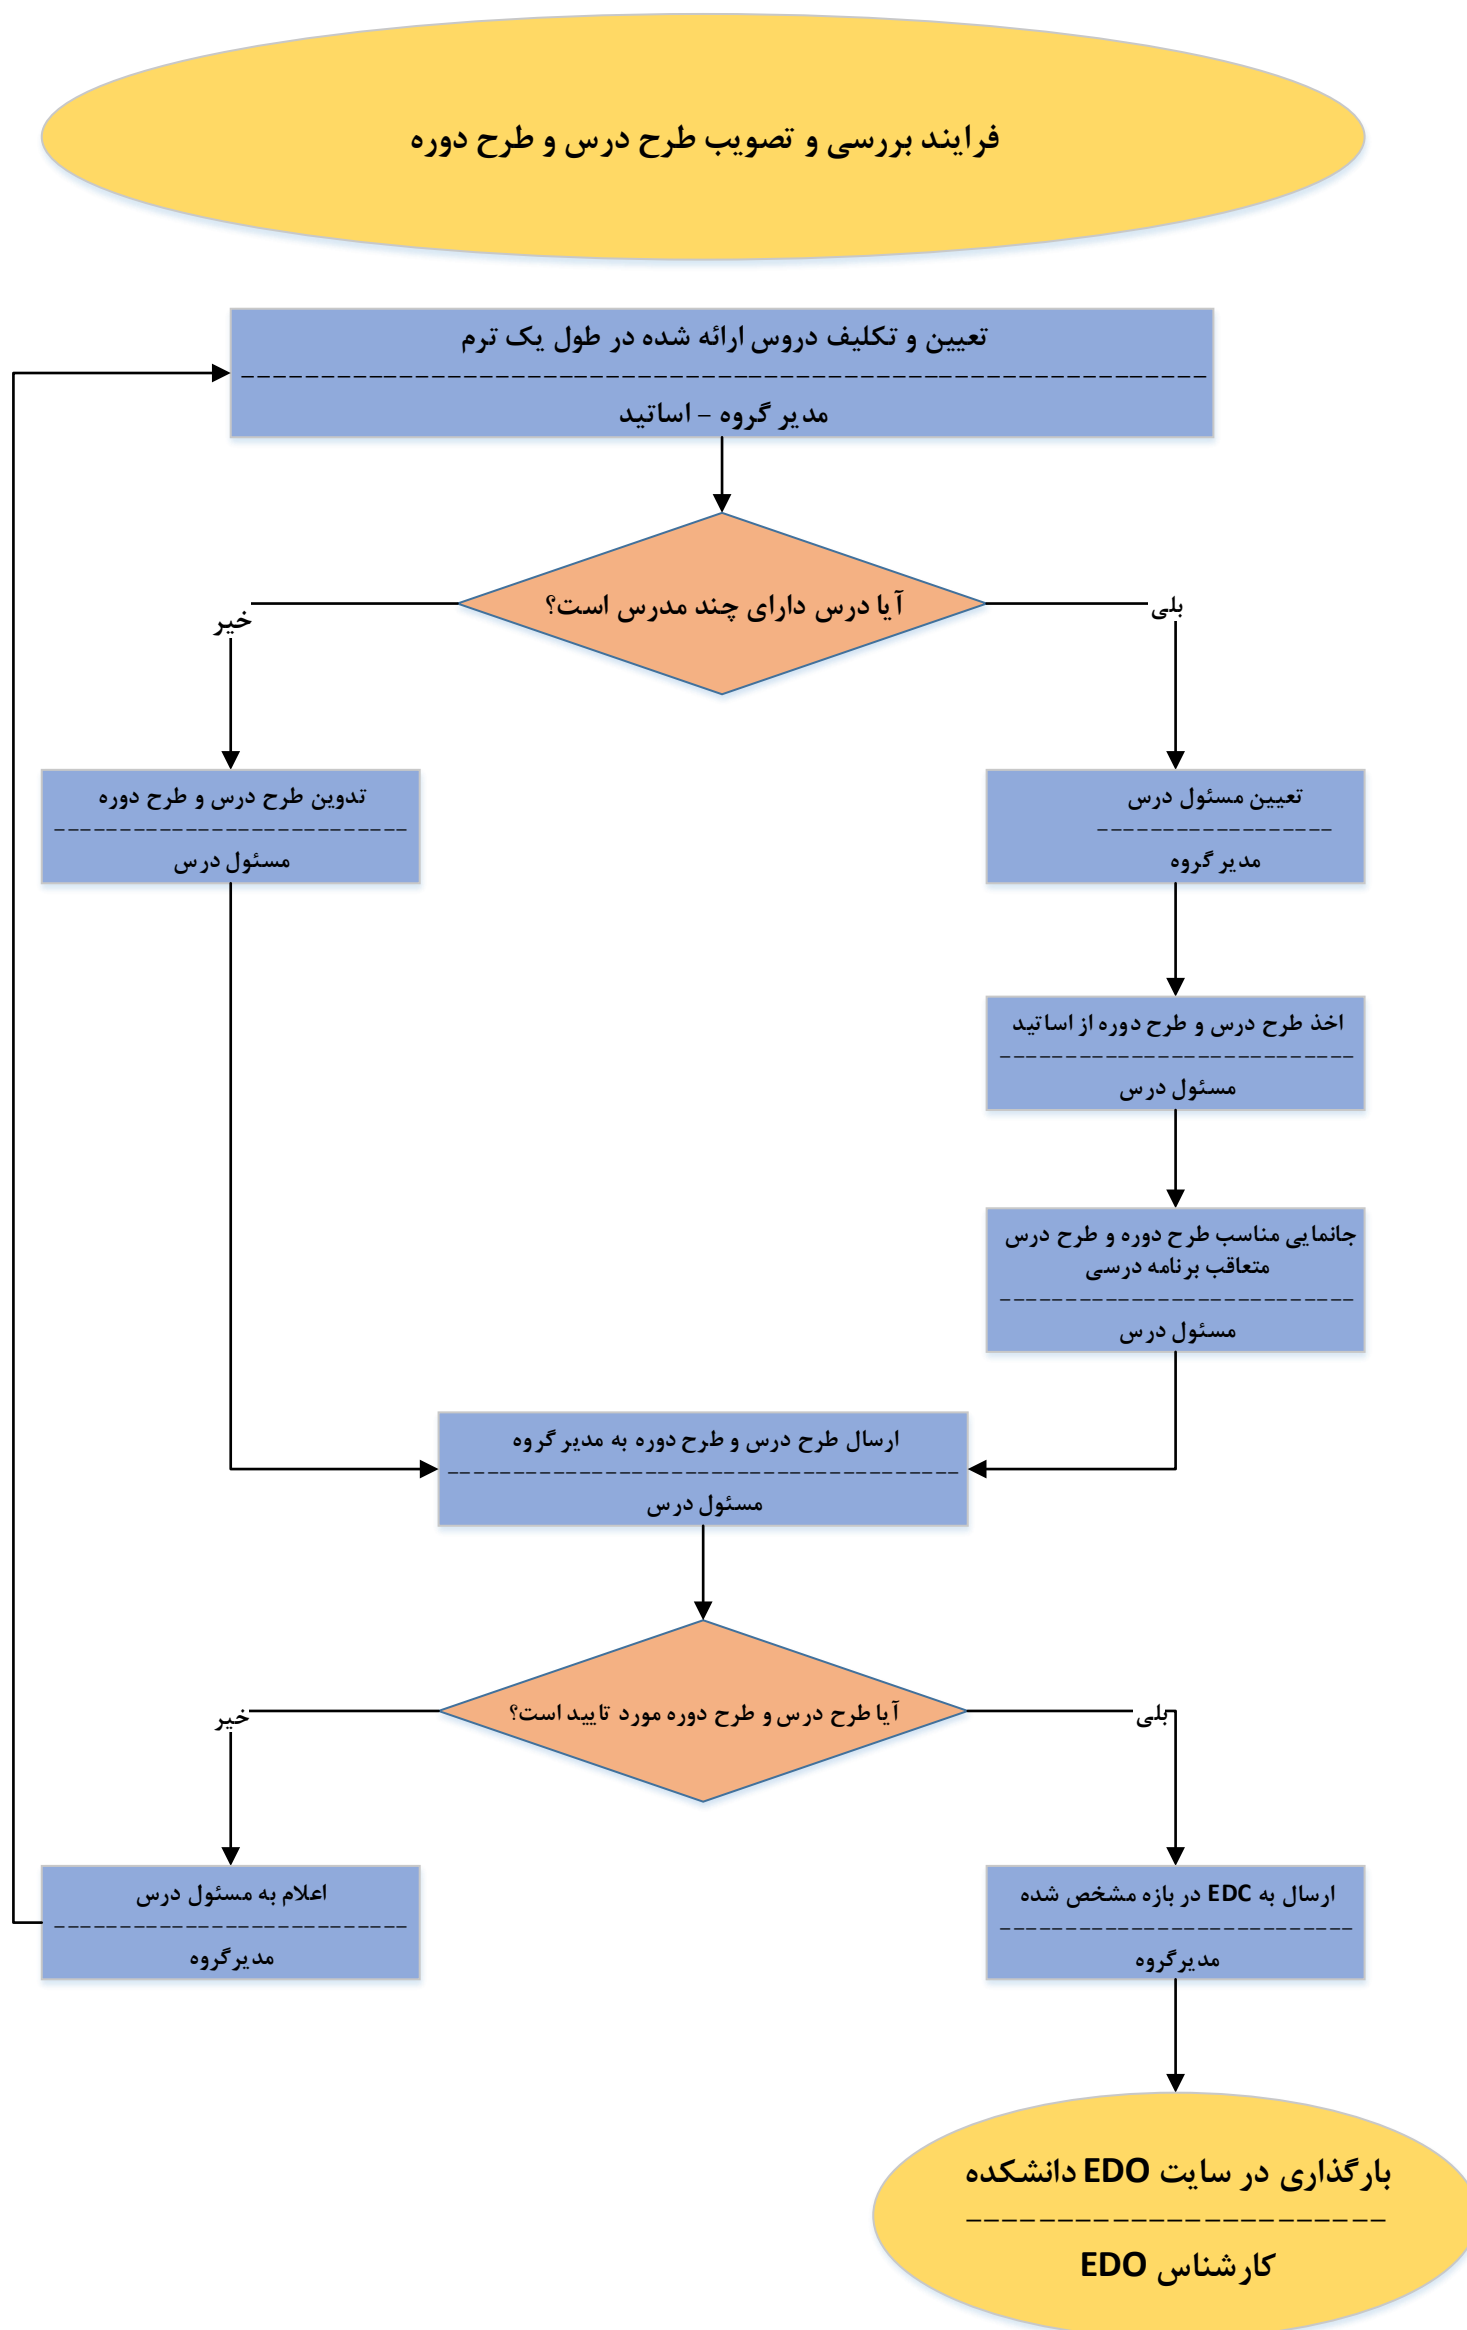 فرایند بررسی و تصویب طرح درس و طرح دوره
تعیین و تکلیف دروس ارائه شده در طول یک ترم
مدیر گروه – اساتید
آیا درس دارای چند مدرس است؟
بلی
خیر
تعیین مسئول درس
مدیر گروه
تدوین طرح درس و طرح دوره
مسئول درس
اخذ طرح درس و طرح دوره از اساتید
مسئول درس
جانمایی مناسب طرح دوره و طرح درس
متعاقب برنامه درسی
مسئول درس
ارسال طرح درس و طرح دوره به مدیر گروه
مسئول درس
آیا طرح درس و طرح دوره مورد تایید است؟
بلی
خیر
ارسال به EDC در بازه مشخص شده
مدیرگروه
اعلام به مسئول درس
مدیرگروه
بارگذاری در سایت EDO دانشکده
کارشناس EDO